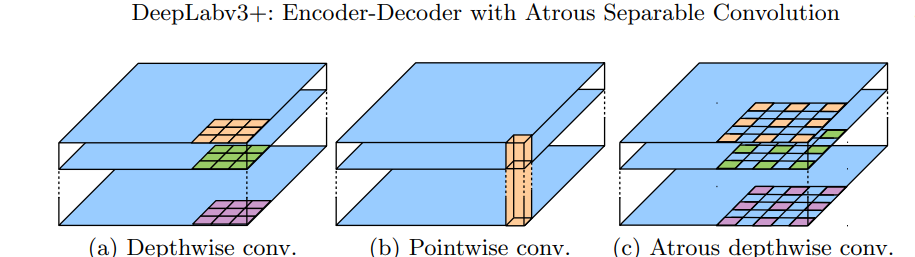 DeepLabv3+: Encoder-Decoder with Atrous Separable Convolution
(a) Depthwise conv.
(b) Pointwise conv.
(c) Atrous depthwise conv.